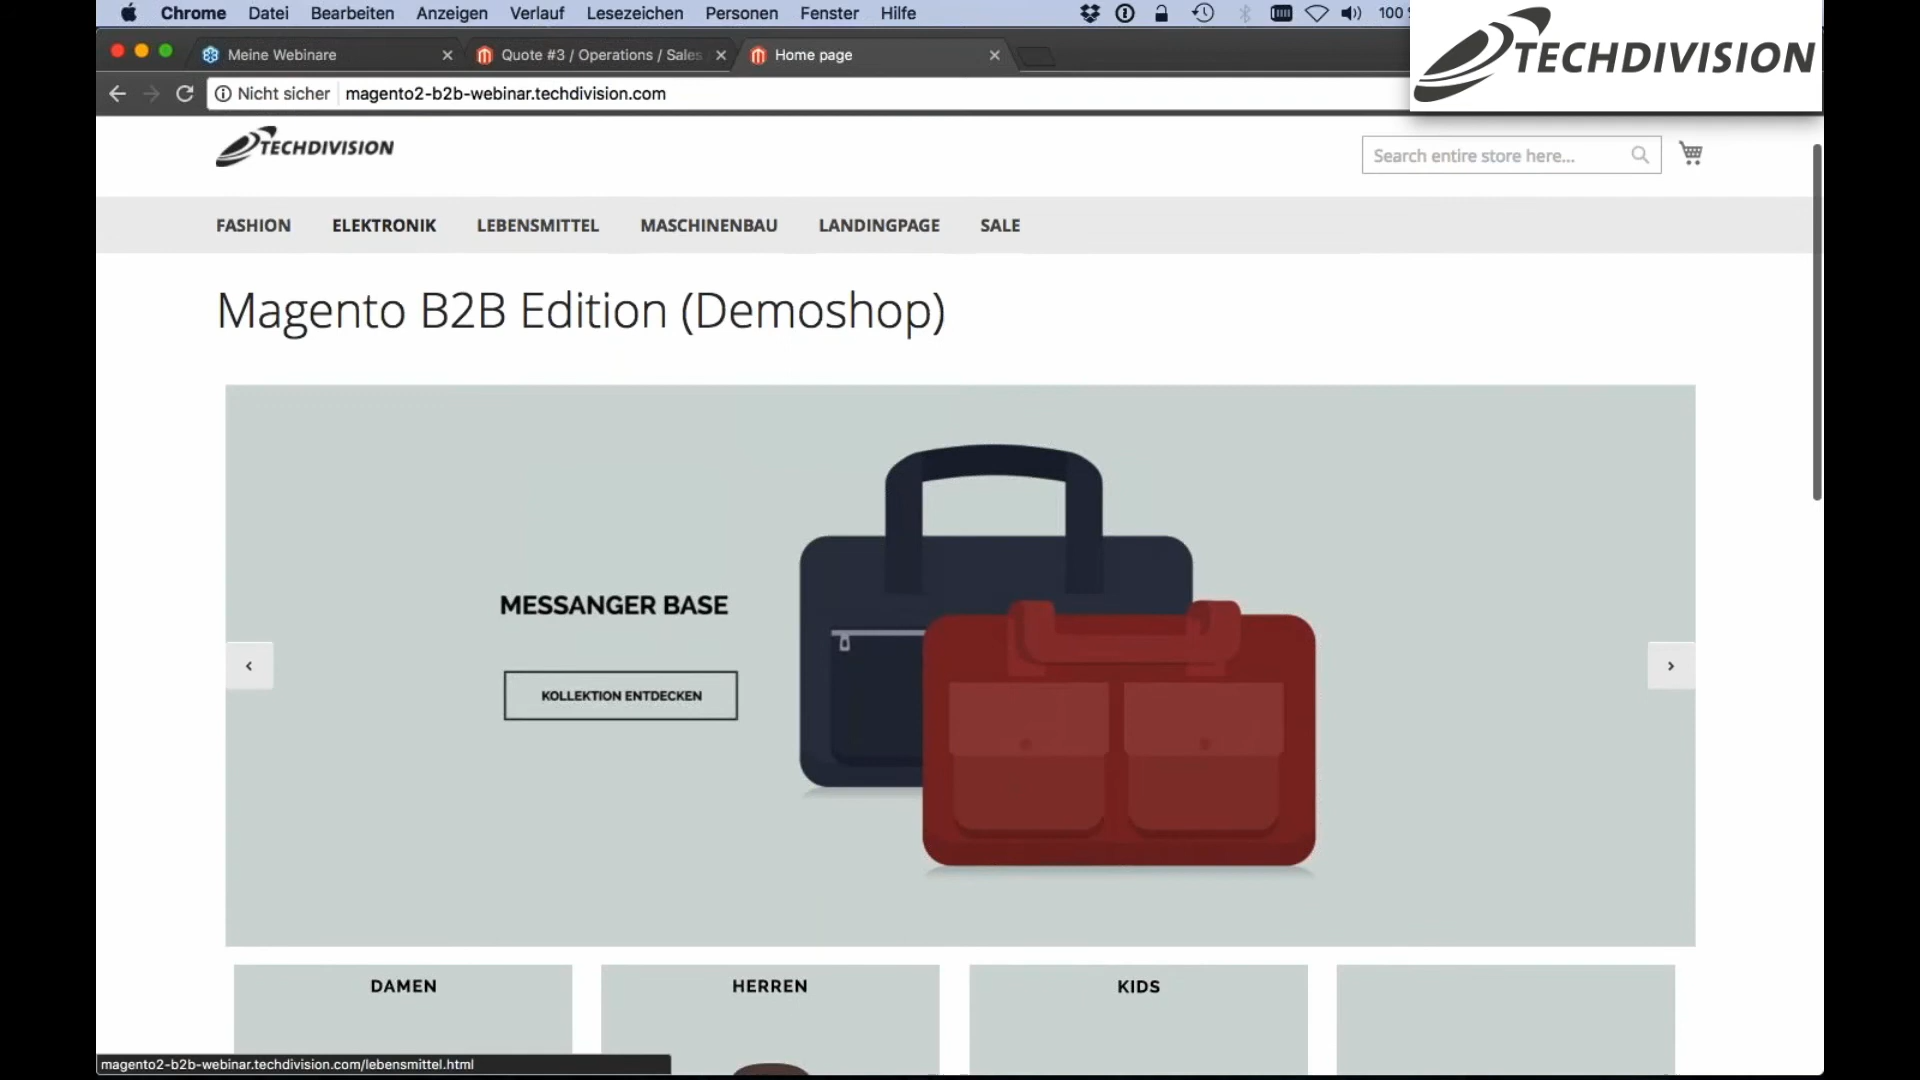 Chrome Datei Bearbeiten Anzeigen Verlauf Lesezeichen Personen Fenster Hilfe 100
TECHDIVISION
Meine Webinare
Quote #3 / Operations / Sales
Home page
Nicht sicher magento2-b2b-webinar.techdivision.com
TECHDIVISION
Search entire store here...
FASHION ELEKTRONIK LEBENSMITTEL MASCHINENBAU LANDINGPAGE SALE
Magento B2B Edition (Demoshop)
MESSANGER BASE
KOLLEKTION ENTDECKEN
DAMEN HERREN KIDS
magento2-b2b-webinar.techdivision.com/lebensmittel.html